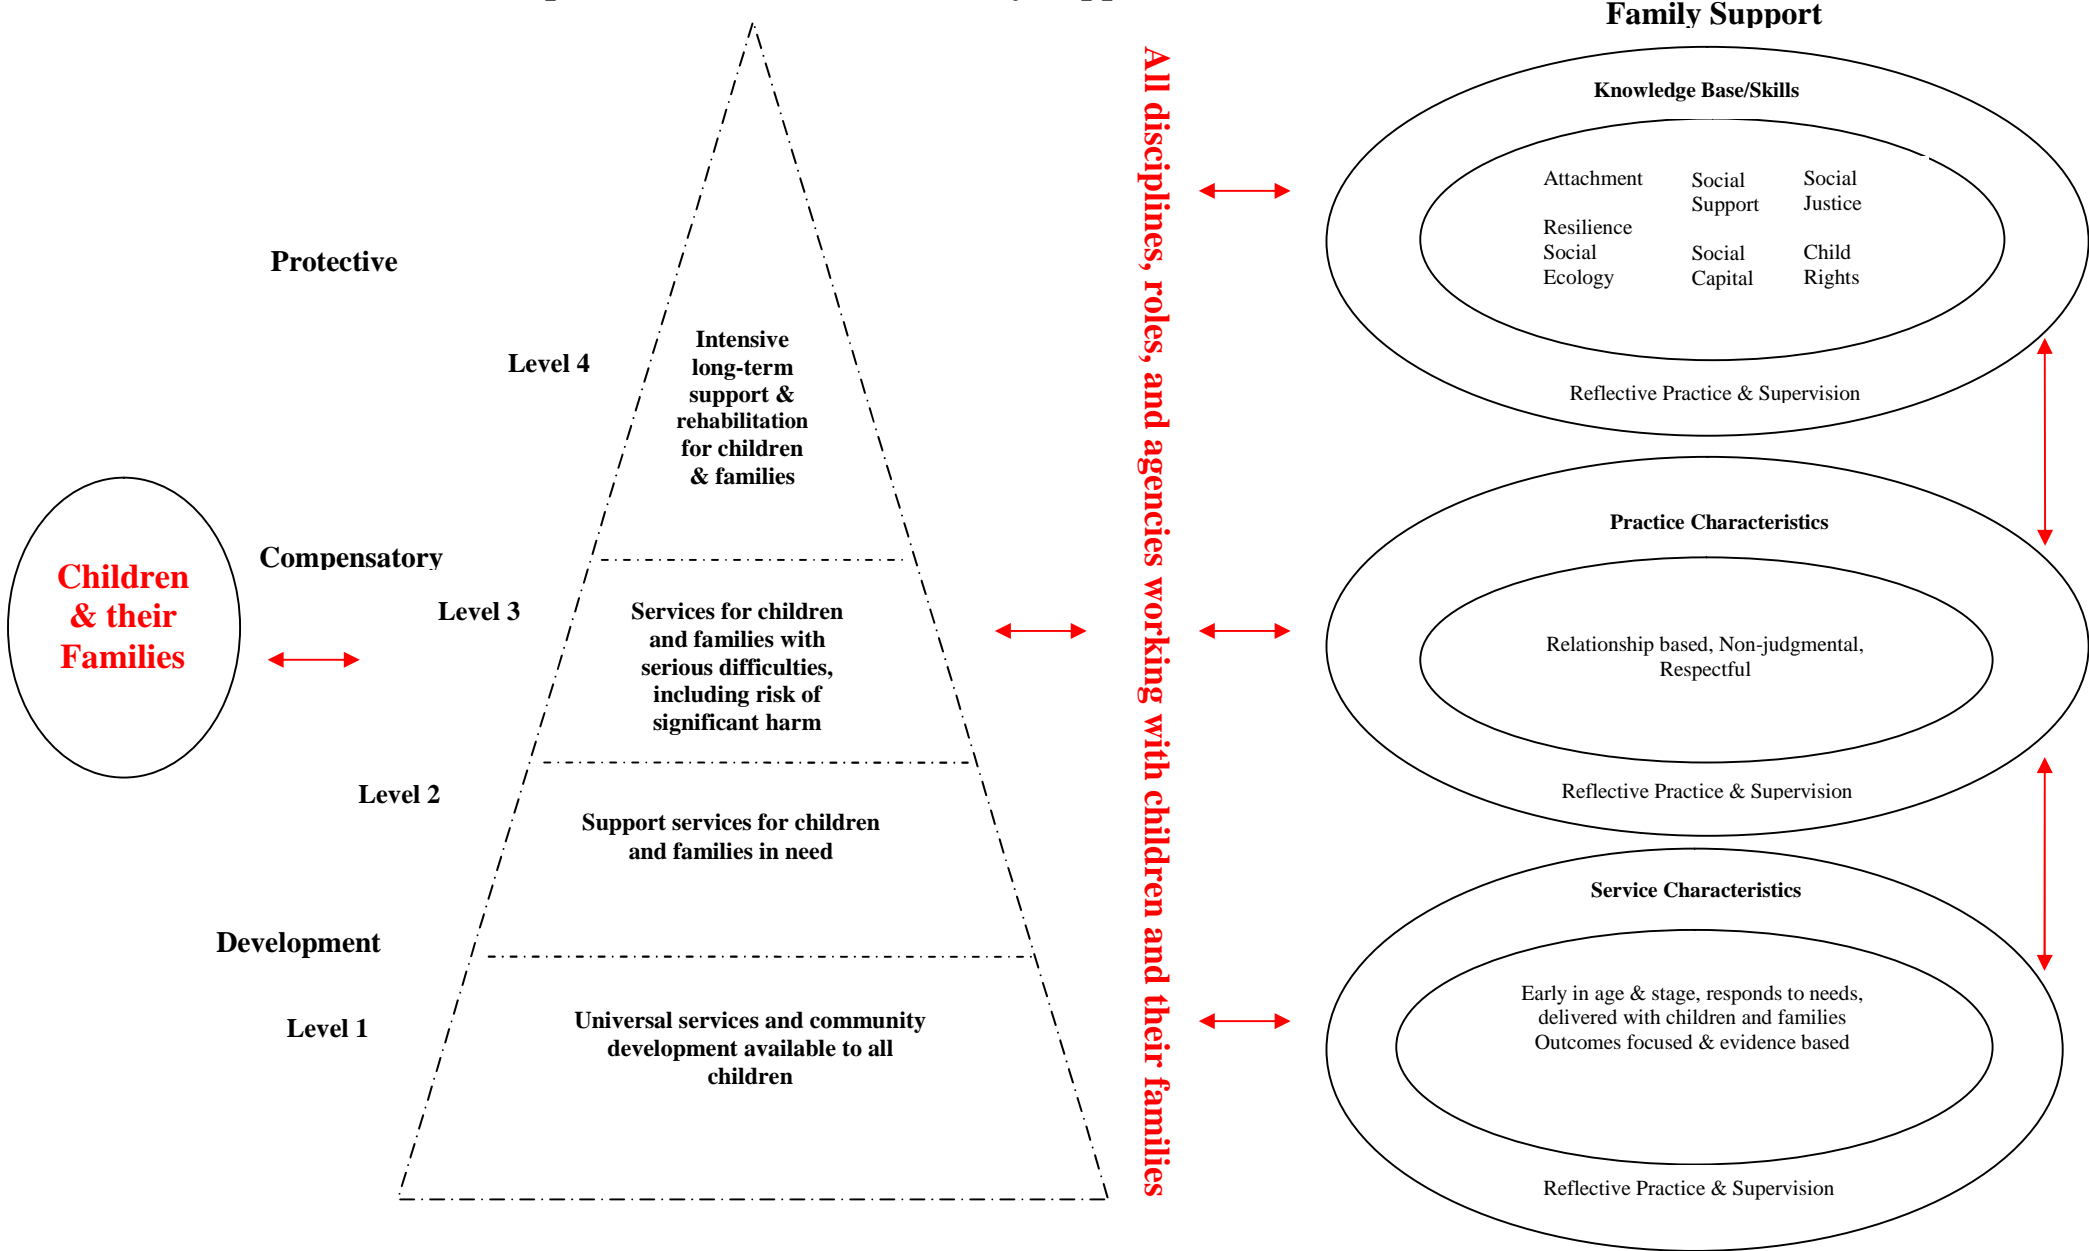 Family Support
Protective
Level 4
Intensive
long-term
support &
rehabilitation
for children
& families
Children
& their
Families
Compensatory
Level 3
Services for children
and families with
serious difficulties,
including risk of
significant harm
Level 2
Support services for children
and families in need
Development
Level 1
Universal services and community
development available to all
children
All disciplines, roles, and agencies working with children and their families
Knowledge Base/Skills
Attachment
Social
Support
Social
Justice
Resilience
Social
Ecology
Social
Capital
Child
Rights
Reflective Practice & Supervision
Practice Characteristics
Relationship based, Non-judgmental,
Respectful
Reflective Practice & Supervision
Service Characteristics
Early in age & stage, responds to needs,
delivered with children and families
Outcomes focused & evidence based
Reflective Practice & Supervision